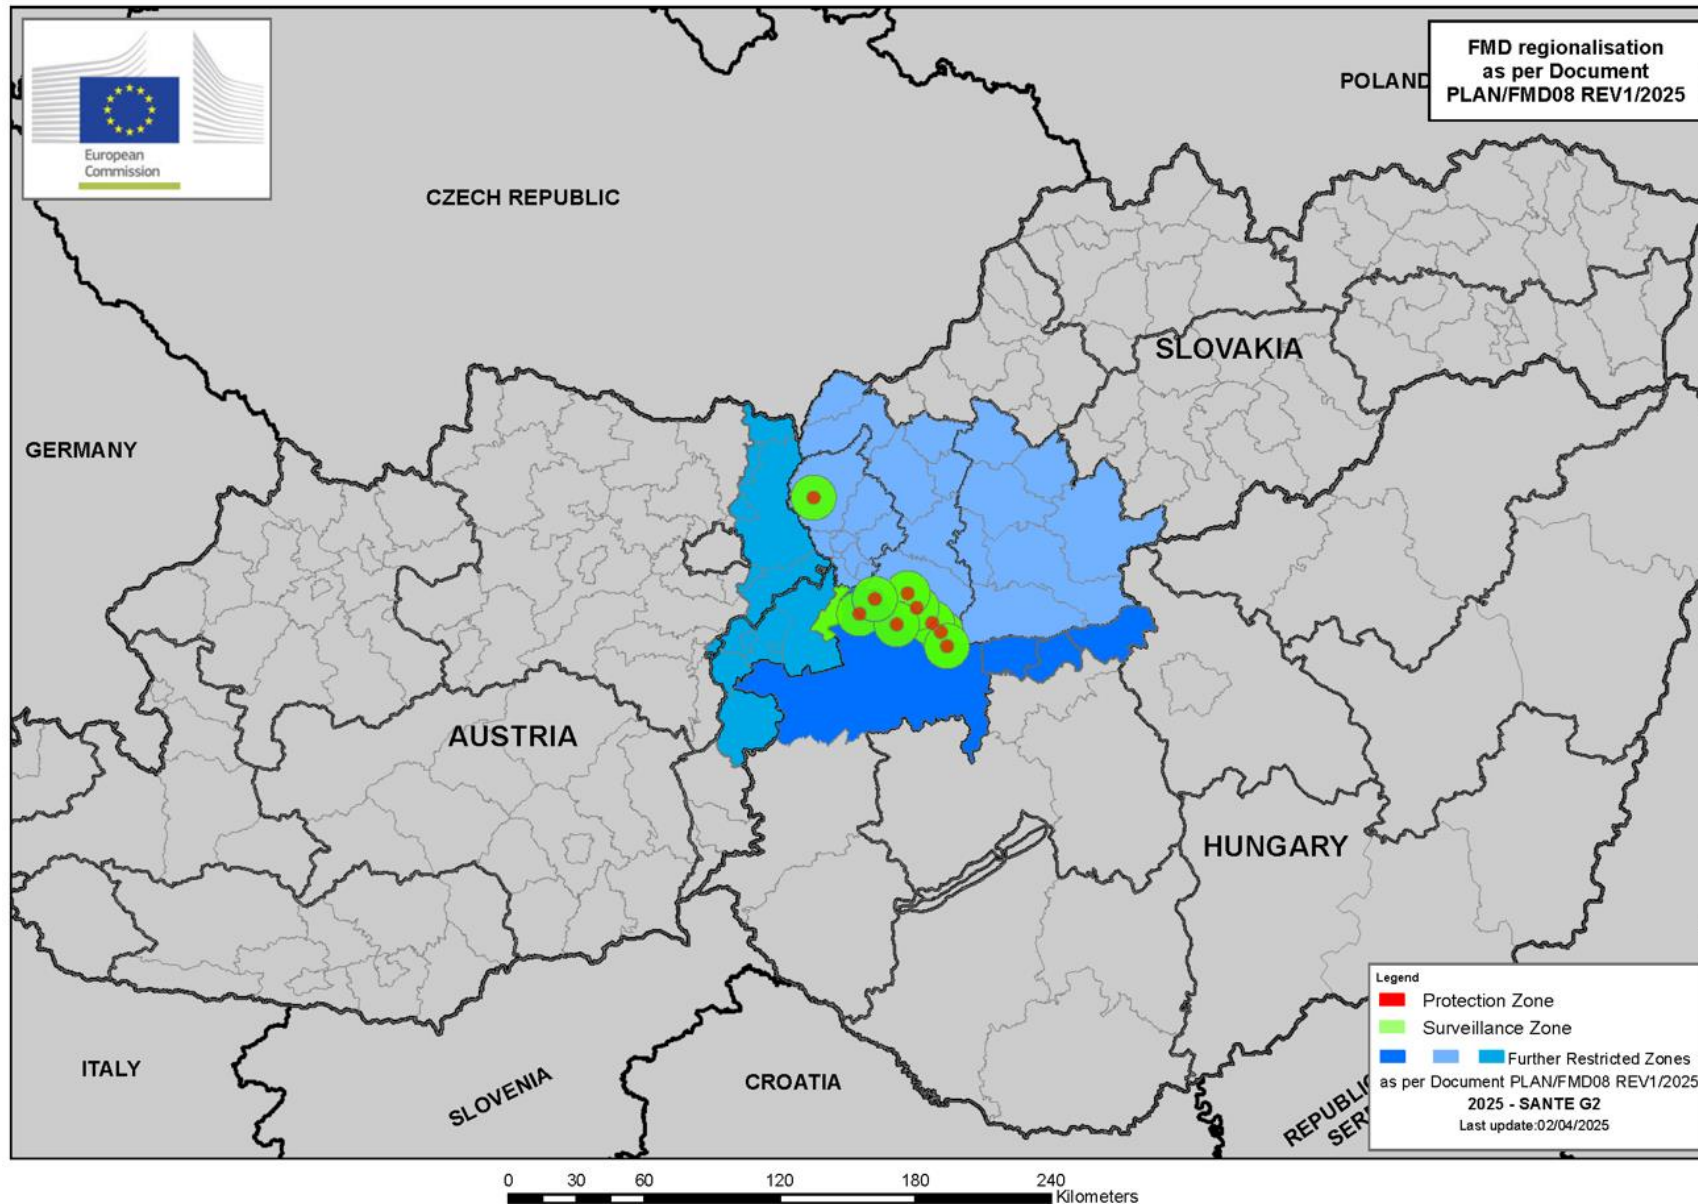 European
Commission
FMD regionalisation
as per Document
PLAN/FMD08 REV1/2025
POLAND
CZECH REPUBLIC
SLOVAKIA
GERMANY
AUSTRIA
HUNGARY
ITALY
SLOVENIA
CROATIA
Legend
Protection Zone
Surveillance Zone
Further Restricted Zones
as per Document PLAN/FMD08 REV1/2025
2025 - SANTE G2
Last update:02/04/2025
0 30 60 120 180 240
Kilometers